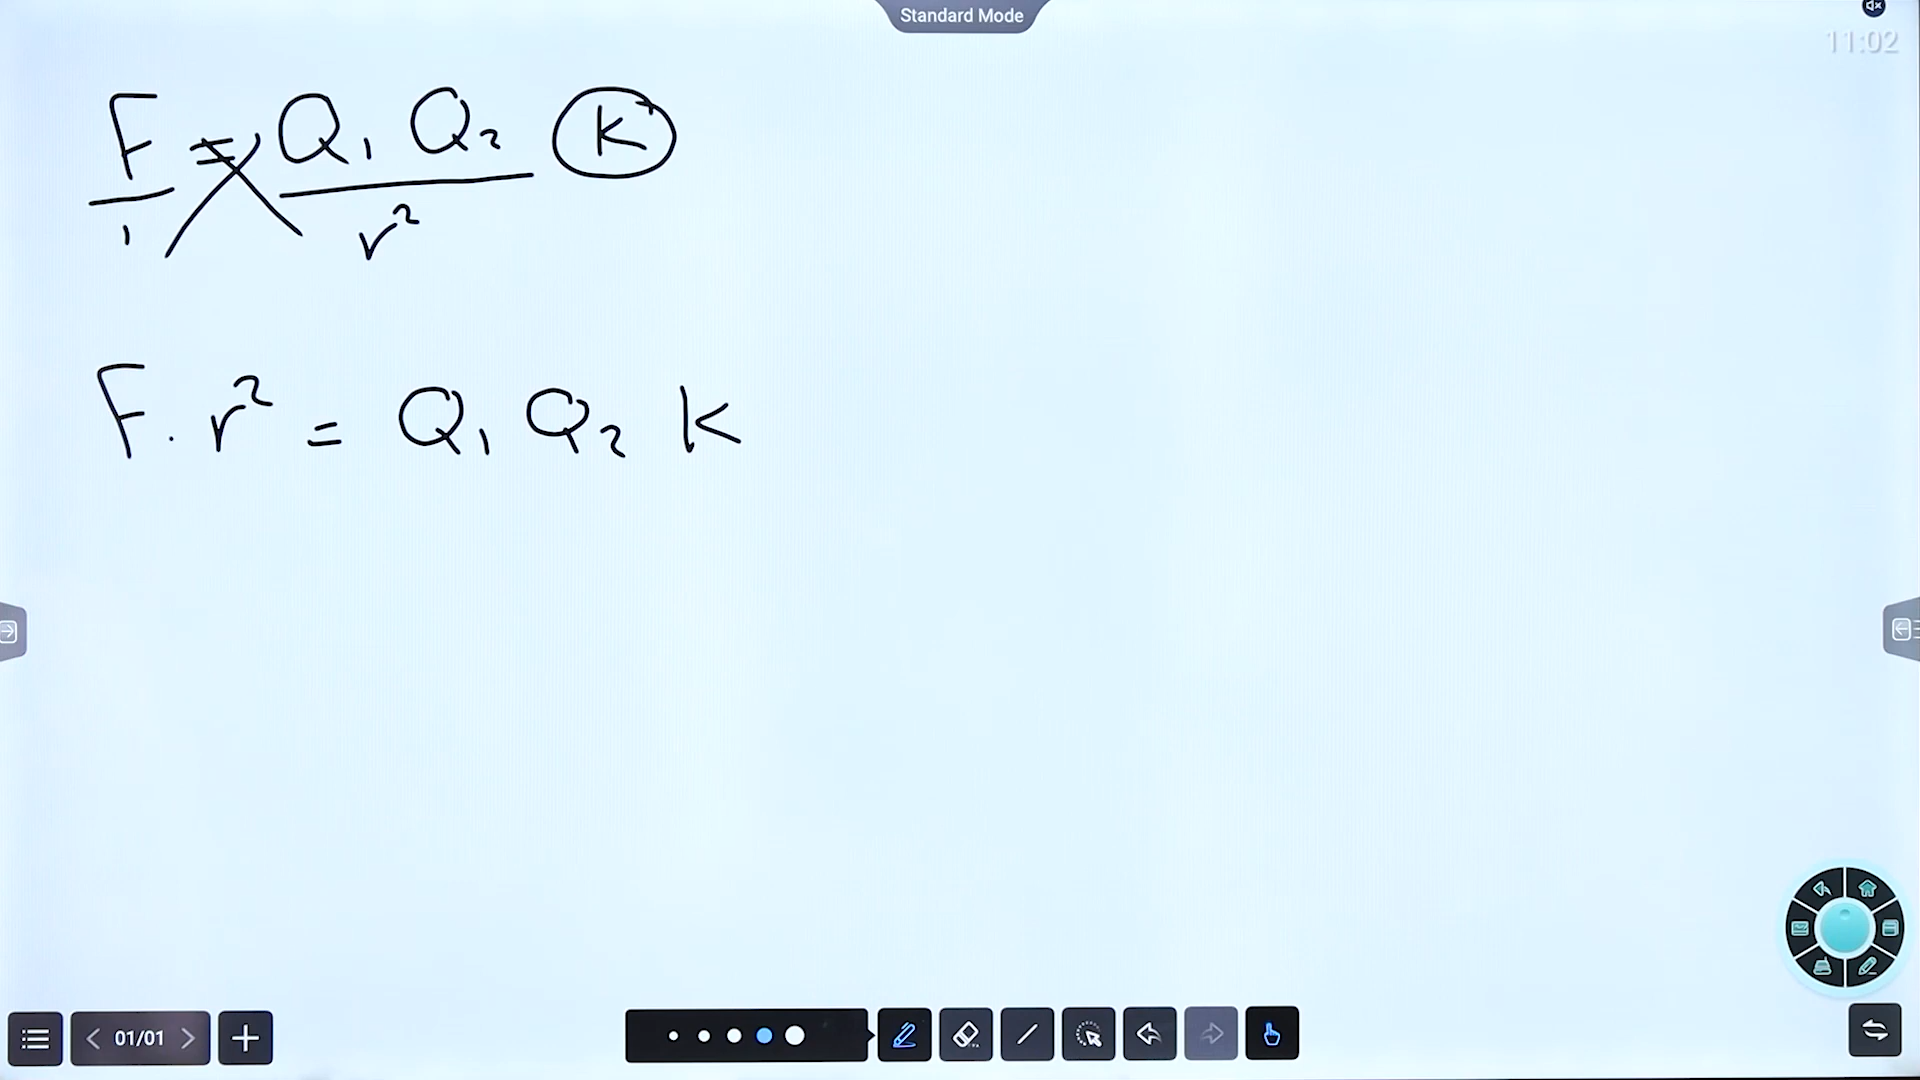 Standard Mode
11:02
F = Q₁ Q₂ K
1 r²
F . r² = Q₁ Q₂ K
01/01